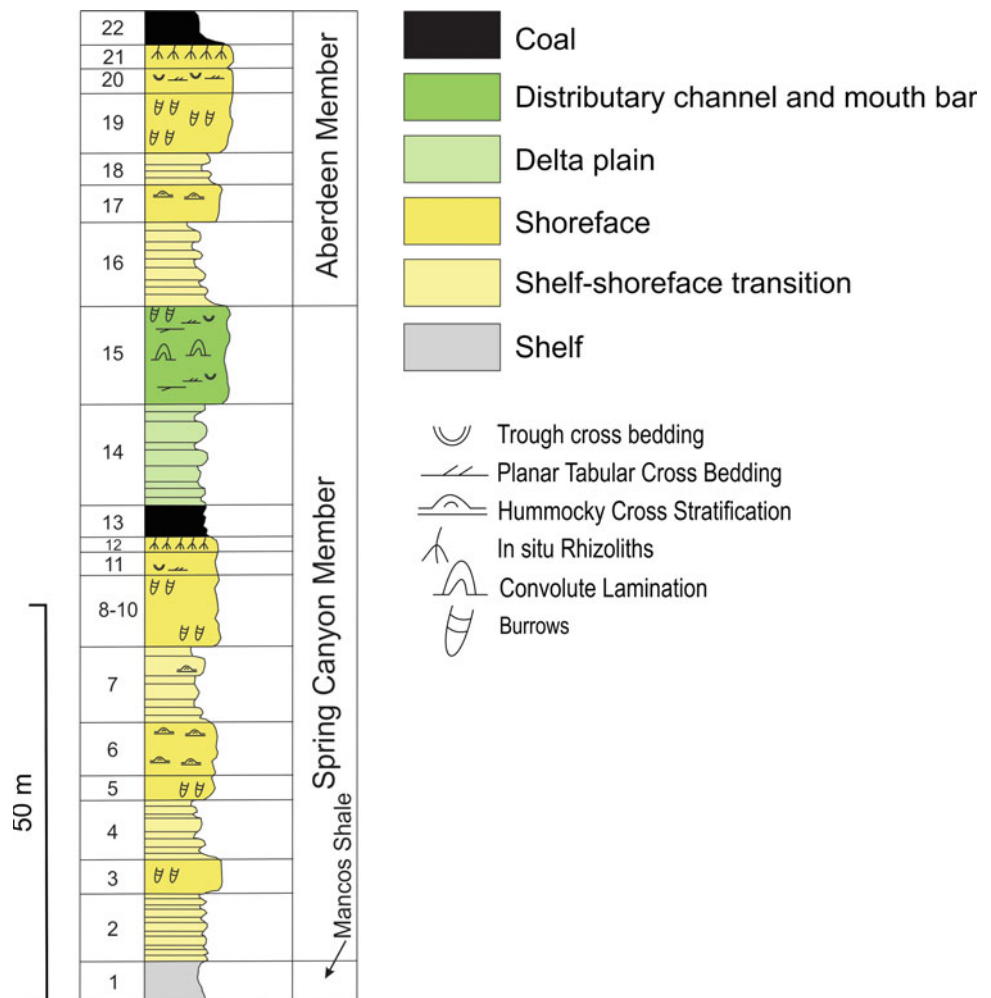 22
21
20
19
18
17
16
15
14
13
12
11
8-10
7
6
5
4
3
2
1
50 m
Aberdeen Member
Spring Canyon Member
Mancos Shale
Coal
Distributary channel and mouth bar
Delta plain
Shoreface
Shelf-shoreface transition
Shelf
Trough cross bedding
Planar Tabular Cross Bedding
Hummocky Cross Stratification
In situ Rhizoliths
Convolute Lamination
Burrows